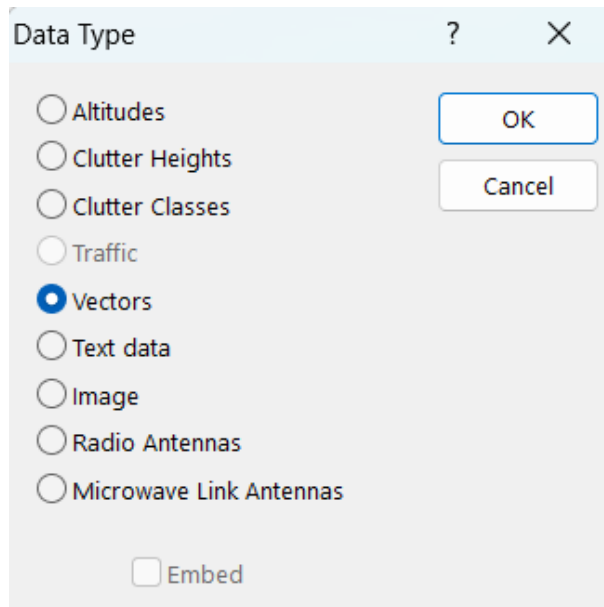 Data Type ?
Altitudes
OK
Clutter Heights
Clutter Classes
Cancel
Traffic
Vectors
Text data
Image
Radio Antennas
Microwave Link Antennas
Embed